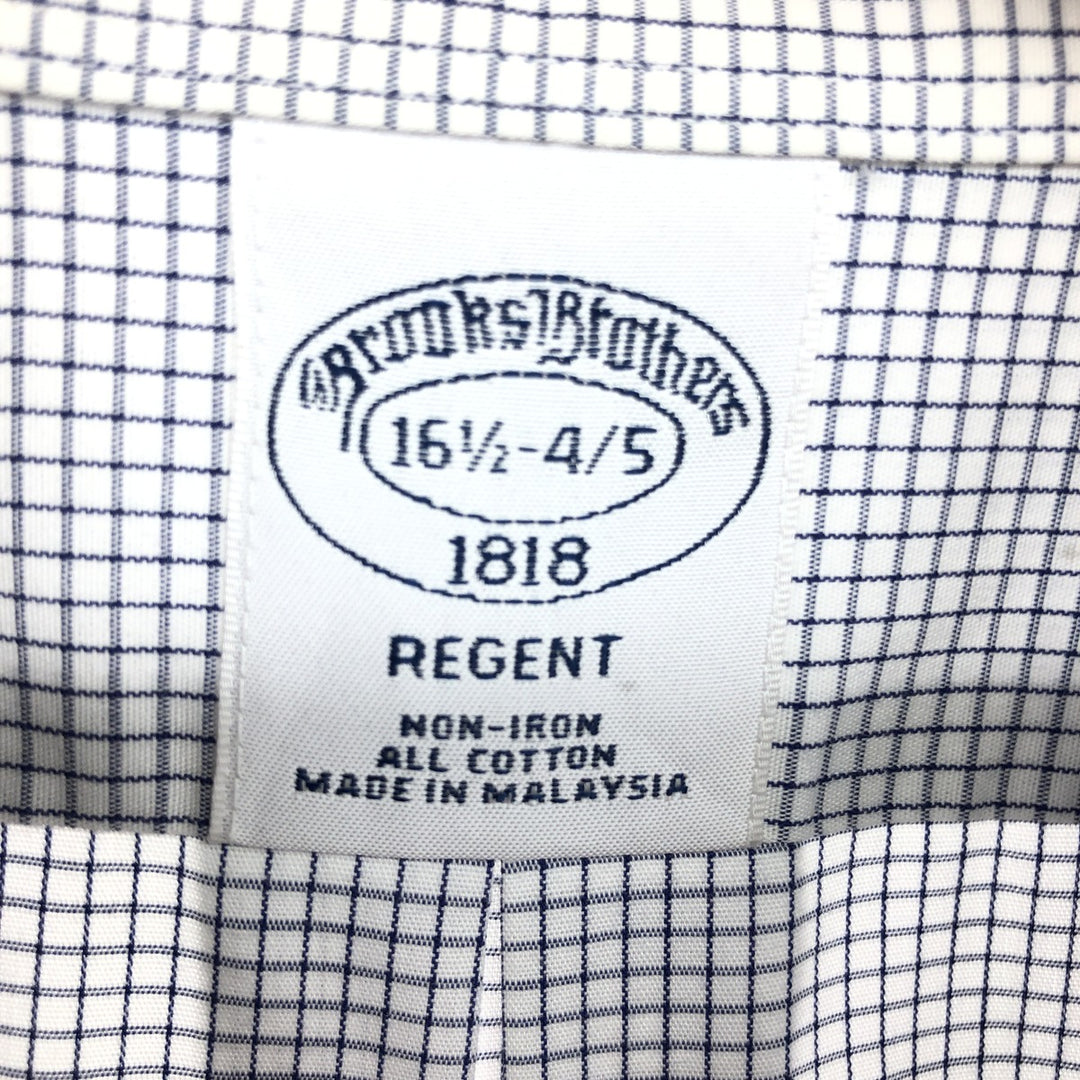 Brooks Brothers
16½-4/5
1818
REGENT
NON-IRON
ALL COTTON
MADE IN MALAYSIA